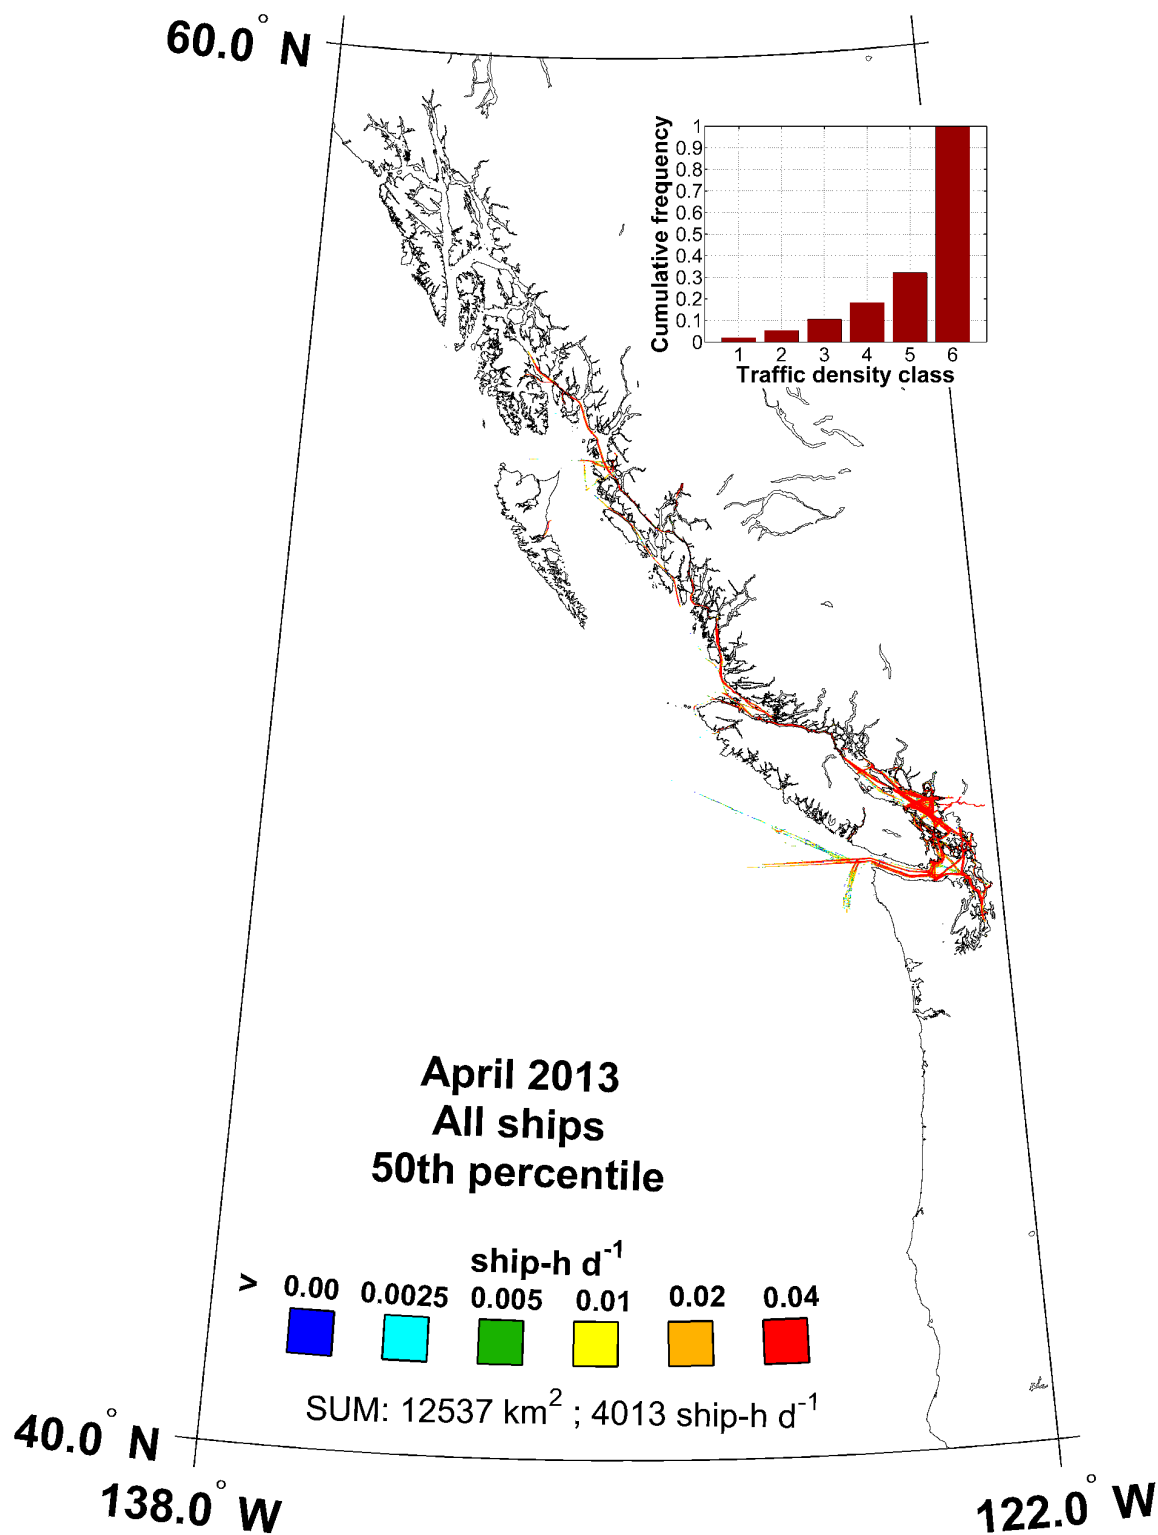 60.0° N
Cumulative frequency
1
0.9
0.8
0.7
0.6
0.5
0.4
0.3
0.2
0.1
0
1 2 3 4 5 6
Traffic density class
April 2013
All ships
50th percentile
ship-h d⁻¹
> 0.00 0.0025 0.005 0.01 0.02 0.04
SUM: 12537 km² ; 4013 ship-h d⁻¹
40.0° N
138.0° W
122.0° W